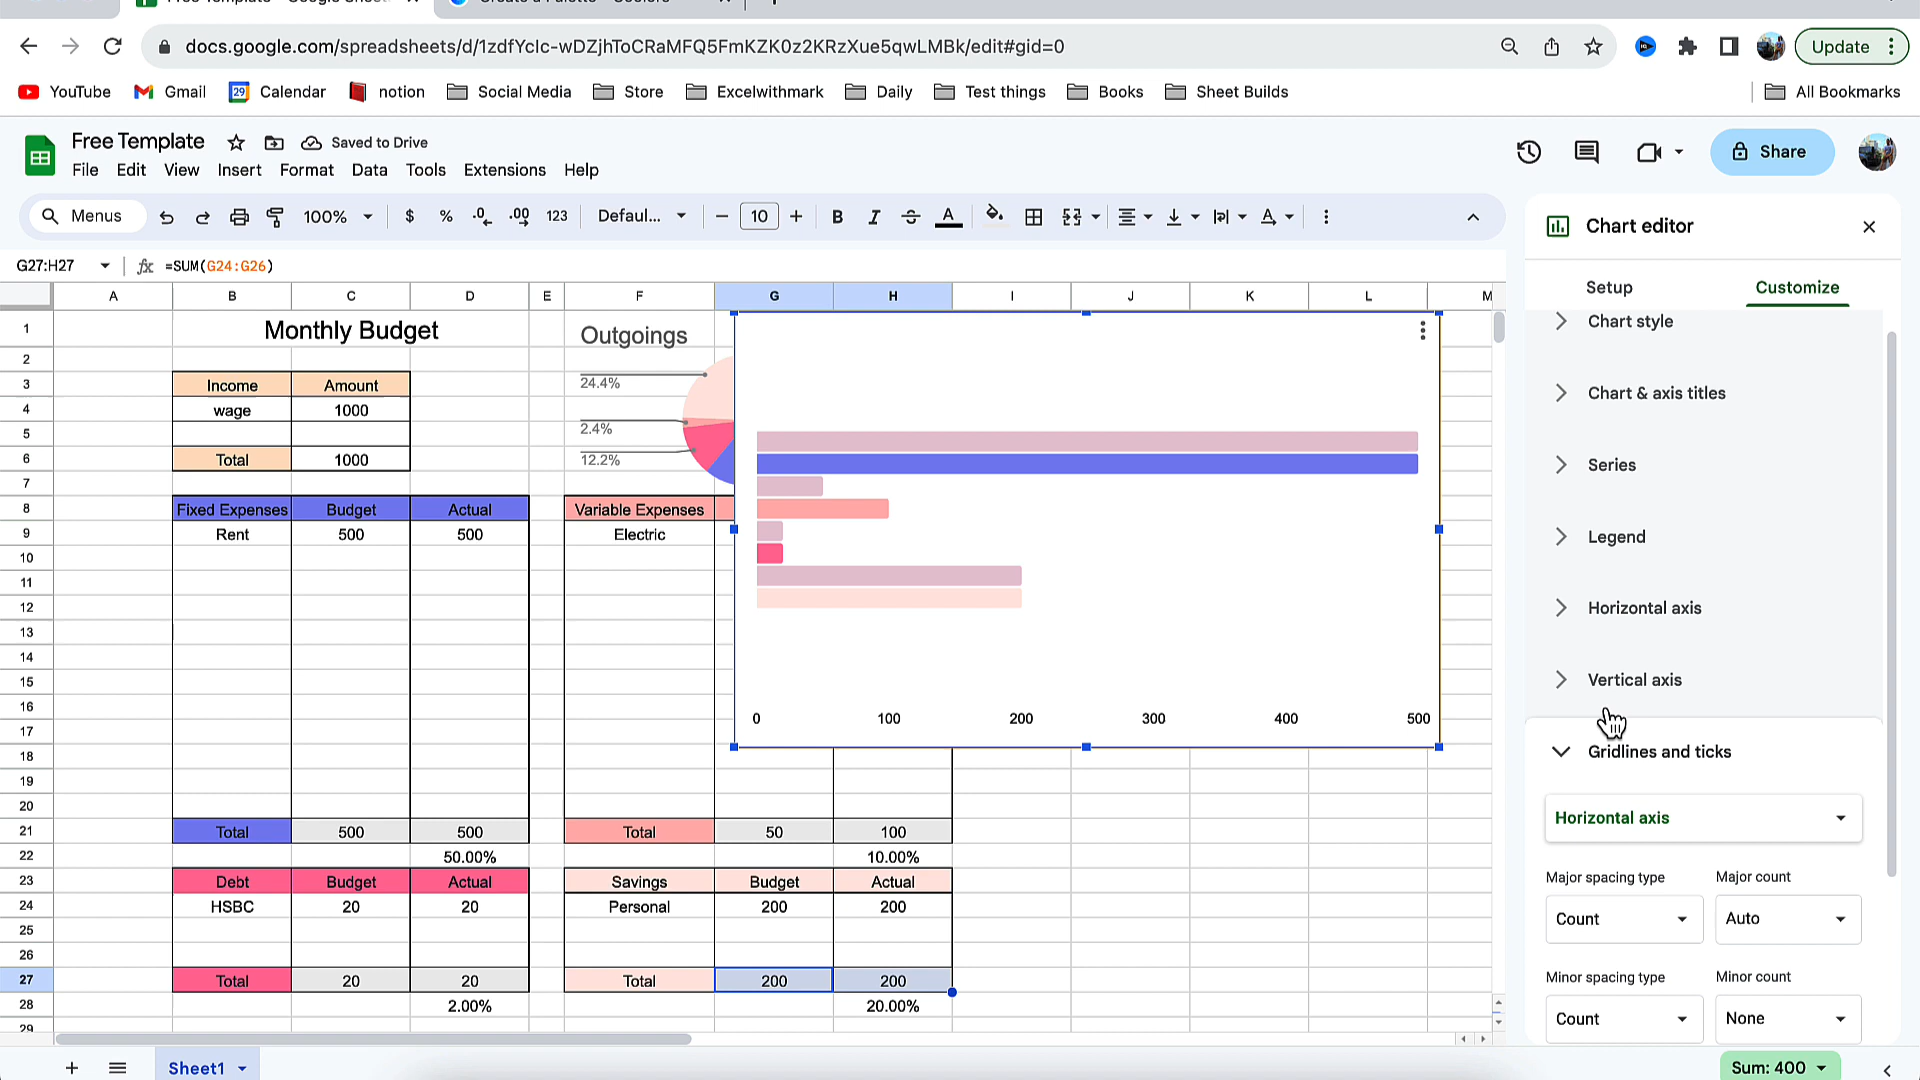 docs.google.com/spreadsheets/d/1zdfYcIc-wDZjhToCRaMFQ5FmKZK0z2KRzXue5qwLMBk/edit#gid=0
Update
YouTube Gmail 29 Calendar notion Social Media Store Excelwithmark Daily Test things Books Sheet Builds All Bookmarks
Free Template Saved to Drive
File Edit View Insert Format Data Tools Extensions Help
Share
Menus 100% $ % .0 .00 123 Defaul... − 10 + B I S A
G27:H27 fx =SUM(G24:G26)
Chart editor
Setup Customize
A B C D E F G H I J K L M
1 Monthly Budget Outgoings
2
3 Income Amount 24.4%
4 wage 1000
5 2.4%
6 Total 1000 12.2%
7
8 Fixed Expenses Budget Actual Variable Expenses
9 Rent 500 500 Electric
10
11
12
13
14
15
16
17
18
19
20
21 Total 500 500 Total 50 100
22 50.00% 10.00%
23 Debt Budget Actual Savings Budget Actual
24 HSBC 20 20 Personal 200 200
25
26
27 Total 20 20 Total 200 200
28 2.00% 20.00%
29
0 100 200 300 400 500
Chart style
Chart & axis titles
Series
Legend
Horizontal axis
Vertical axis
Gridlines and ticks
Horizontal axis
Major spacing type Major count
Count Auto
Minor spacing type Minor count
Count None
Sheet1 Sum: 400